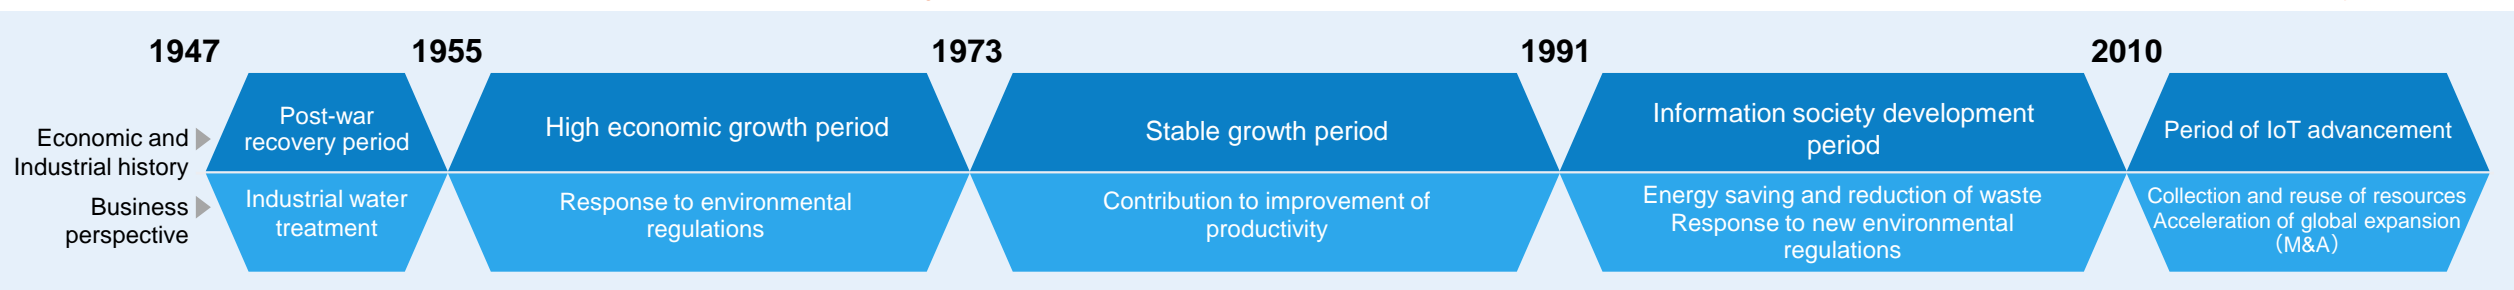 1947
1955
1973
1991
2010
Economic and
Industrial history
Post-war
recovery period
High economic growth period
Stable growth period
Information society development
period
Period of IoT advancement
Business
perspective
Industrial water
treatment
Response to environmental
regulations
Contribution to improvement of
productivity
Energy saving and reduction of waste
Response to new environmental
regulations
Collection and reuse of resources
Acceleration of global expansion
（M&A）